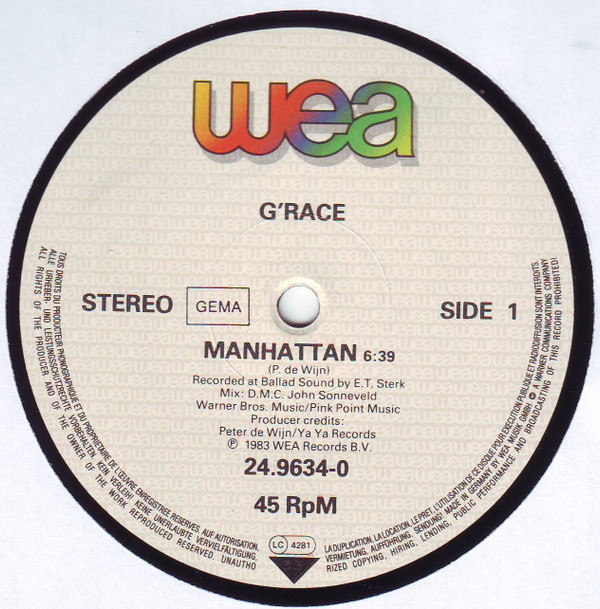 wea
G'RACE
STEREO GEMA SIDE 1
MANHATTAN 6:39
(P. de Wijn)
Recorded at Ballad Sound by E.T. Sterk
Mix: D.M.C. John Sonneveld
Warner Bros. Music/Pink Point Music
Producer credits:
Peter de Wijn/Ya Ya Records
℗ 1983 WEA Records B.V.
24.9634-0
45 RpM
LC 4281
33
TOUS DROITS DU PRODUCTEUR PHONOGRAPHIQUE ET DU PROPRIETAIRE DE L'ŒUVRE ENREGISTREE RESERVES. AUF AUTORISATION, LA DUPLICATION, LA LOCATION, LE PRET, L'UTILISATION DE CE DISQUE POUR EXECUTION PUBLIQUE ET RADIODIFFUSION SONT INTERDITS.
ALLE URHEBER- UND LEISTUNGSSCHUTZRECHTE VORBEHALTEN. KEIN VERLEIH! KEINE UNERLAUBTE VERVIELFÄLTIGUNG, VERMIETUNG, AUFFÜHRUNG, SENDUNG! MADE IN GERMANY BY WEA MUSIK GMBH. A WARNER COMMUNICATIONS COMPANY
ALL RIGHTS OF THE PRODUCER AND OF THE OWNER OF THE WORK REPRODUCED RESERVED. UNAUTHORIZED COPYING, HIRING, LENDING, PUBLIC PERFORMANCE AND BROADCASTING OF THIS RECORD PROHIBITED!